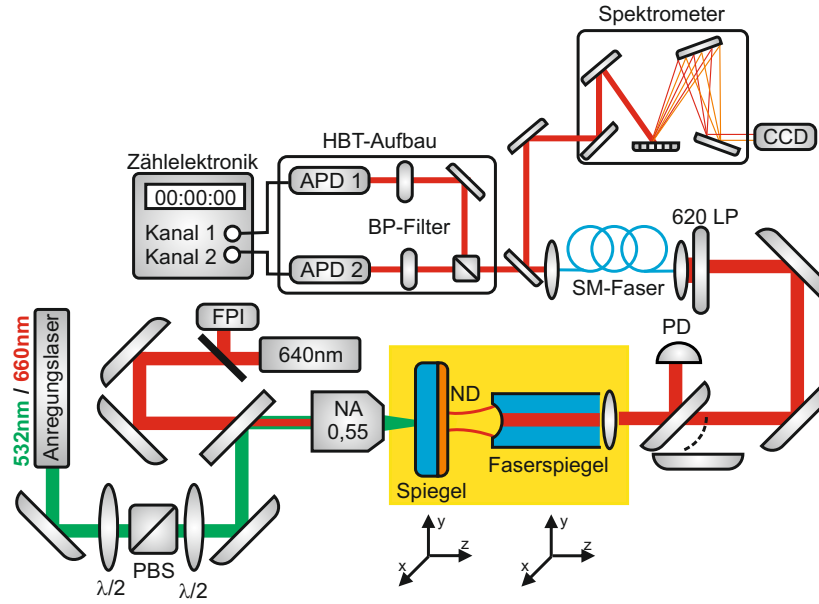 Spektrometer
CCD
HBT-Aufbau
Zählelektronik
00:00:00
Kanal 1
Kanal 2
APD 1
APD 2
BP-Filter
620 LP
SM-Faser
PD
532nm / 660nm
Anregungslaser
FPI
640nm
NA
0,55
ND
Spiegel
Faserspiegel
λ/2
PBS
λ/2
y
z
x
y
z
x